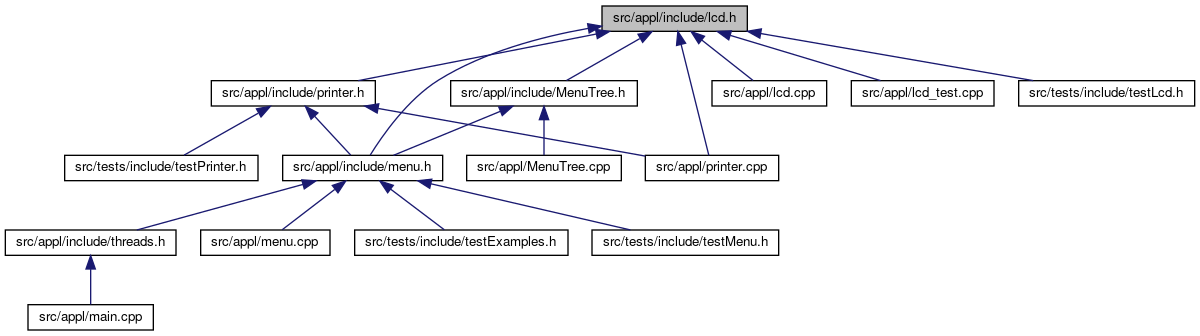 src/appl/include/lcd.h
src/appl/include/printer.h
src/appl/include/MenuTree.h
src/appl/lcd.cpp
src/appl/lcd_test.cpp
src/tests/include/testLcd.h
src/tests/include/testPrinter.h
src/appl/include/menu.h
src/appl/MenuTree.cpp
src/appl/printer.cpp
src/appl/include/threads.h
src/appl/menu.cpp
src/tests/include/testExamples.h
src/tests/include/testMenu.h
src/appl/main.cpp